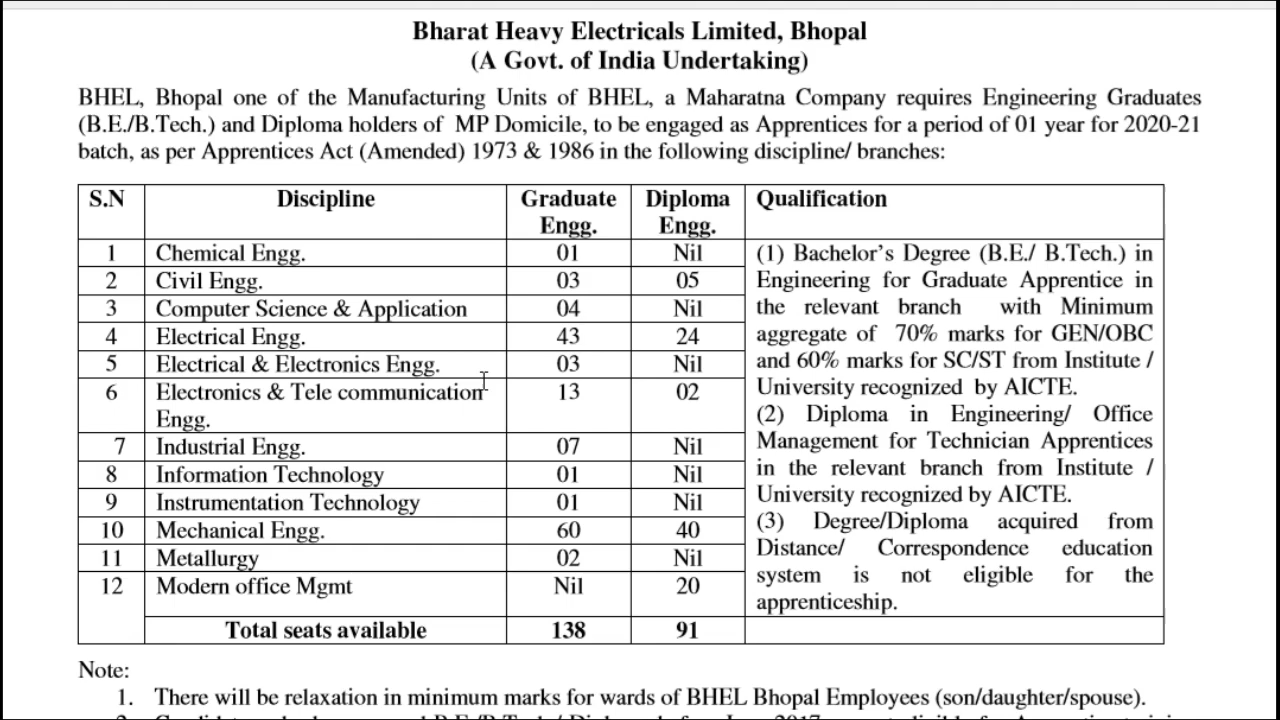 Bharat Heavy Electricals Limited, Bhopal
(A Govt. of India Undertaking)
BHEL, Bhopal one of the Manufacturing Units of BHEL, a Maharatna Company requires Engineering Graduates
(B.E./B.Tech.) and Diploma holders of MP Domicile, to be engaged as Apprentices for a period of 01 year for 2020-21
batch, as per Apprentices Act (Amended) 1973 & 1986 in the following discipline/ branches:
S.N Discipline Graduate Engg. Diploma Engg. Qualification
1 Chemical Engg. 01 Nil
2 Civil Engg. 03 05
3 Computer Science & Application 04 Nil
4 Electrical Engg. 43 24
5 Electrical & Electronics Engg. 03 Nil
6 Electronics & Tele communication 13 02
Engg.
7 Industrial Engg. 07 Nil
8 Information Technology 01 Nil
9 Instrumentation Technology 01 Nil
10 Mechanical Engg. 60 40
11 Metallurgy 02 Nil
12 Modern office Mgmt Nil 20
(1) Bachelor's Degree (B.E./ B.Tech.) in
Engineering for Graduate Apprentice in
the relevant branch with Minimum
aggregate of 70% marks for GEN/OBC
and 60% marks for SC/ST from Institute /
University recognized by AICTE.
(2) Diploma in Engineering/ Office
Management for Technician Apprentices
in the relevant branch from Institute /
University recognized by AICTE.
(3) Degree/Diploma acquired from
Distance/ Correspondence education
system is not eligible for the
apprenticeship.
Total seats available 138 91
Note:
1. There will be relaxation in minimum marks for wards of BHEL Bhopal Employees (son/daughter/spouse).